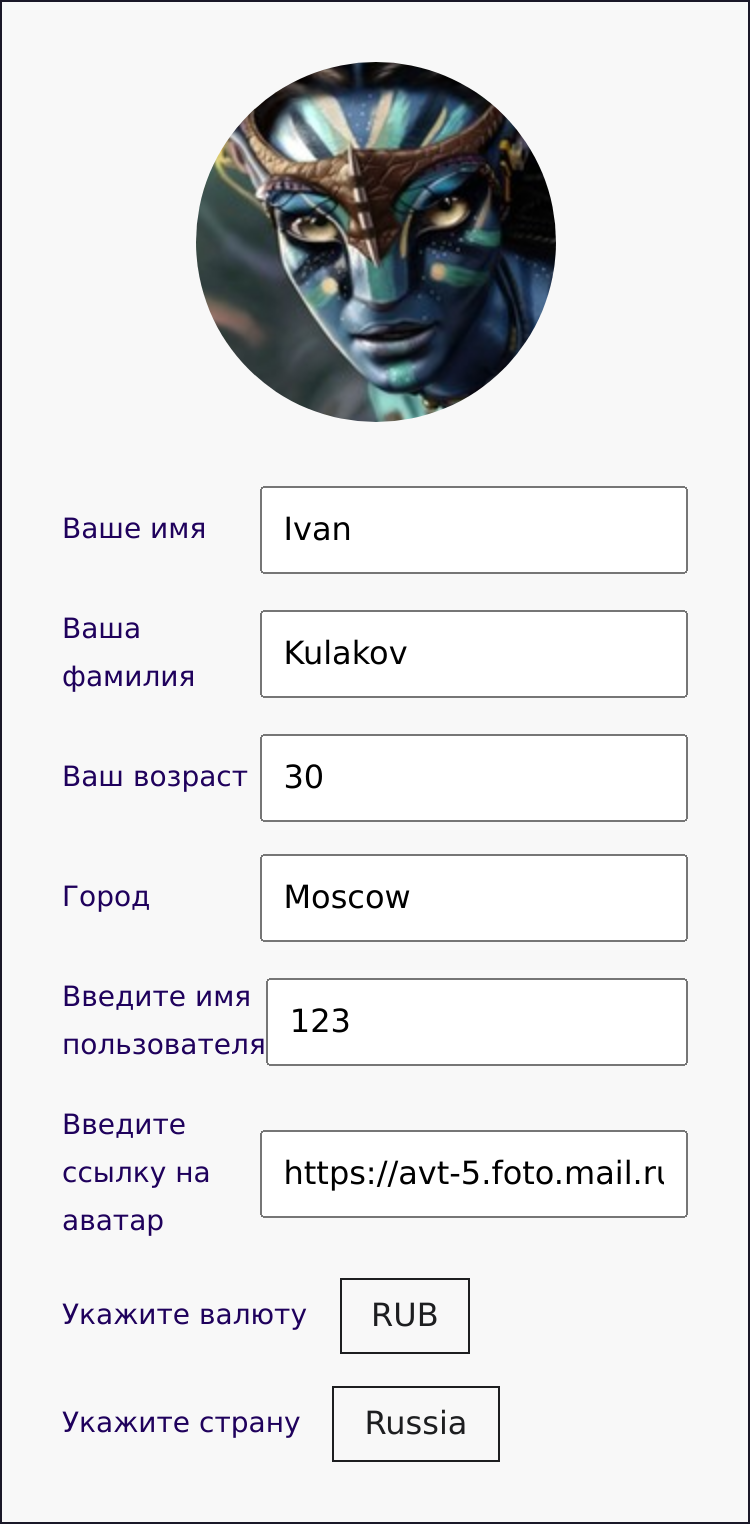 Ваше имя
Ivan
Ваша
фамилия
Kulakov
Ваш возраст
30
Город
Moscow
Введите имя
пользователя
123
Введите
ссылку на
аватар
https://avt-5.foto.mail.ru
Укажите валюту
RUB
Укажите страну
Russia